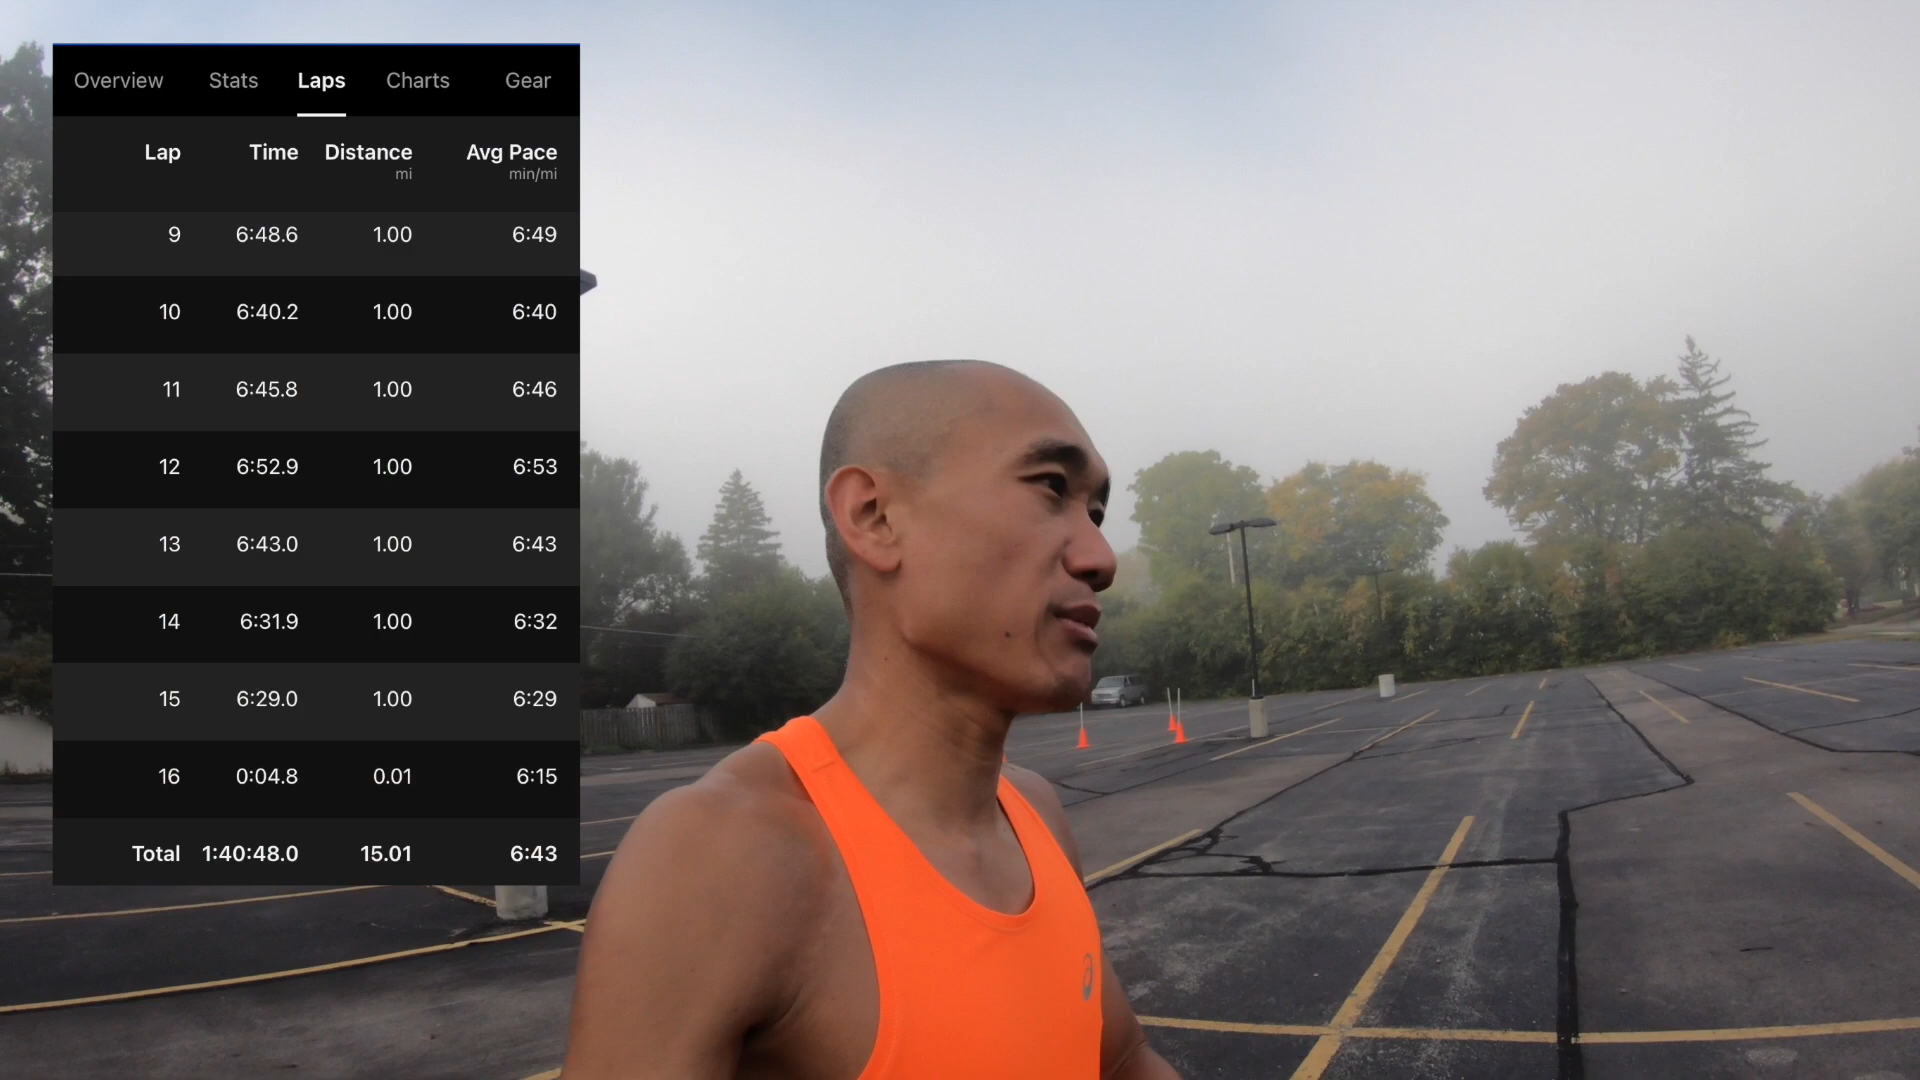 Overview Stats Laps Charts Gear
Lap Time Distance Avg Pace
mi min/mi
9 6:48.6 1.00 6:49
10 6:40.2 1.00 6:40
11 6:45.8 1.00 6:46
12 6:52.9 1.00 6:53
13 6:43.0 1.00 6:43
14 6:31.9 1.00 6:32
15 6:29.0 1.00 6:29
16 0:04.8 0.01 6:15
Total 1:40:48.0 15.01 6:43